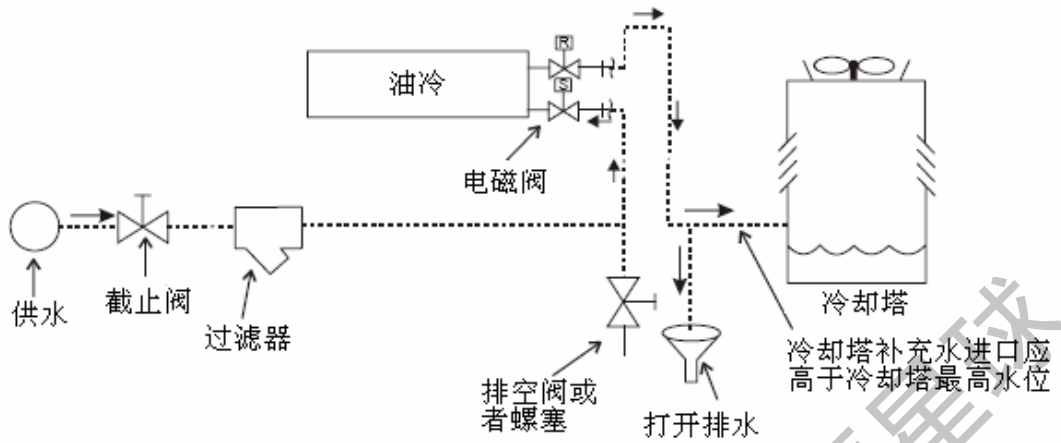 R
油冷
S
电磁阀
供水
截止阀
过滤器
排空阀或
者螺塞
打开排水
冷却塔
冷却塔补充水进口应
高于冷却塔最高水位
星球